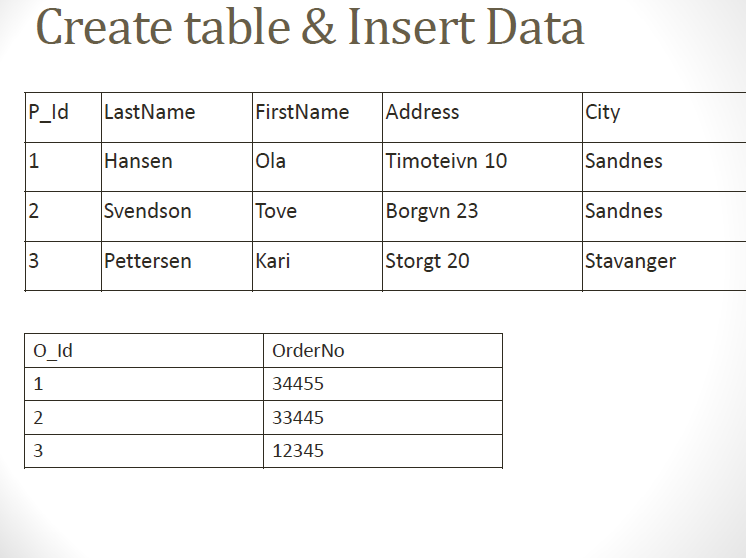 Create table & Insert Data
P_Id LastName FirstName Address City
1 Hansen Ola Timoteivn 10 Sandnes
2 Svendson Tove Borgvn 23 Sandnes
3 Pettersen Kari Storgt 20 Stavanger
O_Id OrderNo
1 34455
2 33445
3 12345